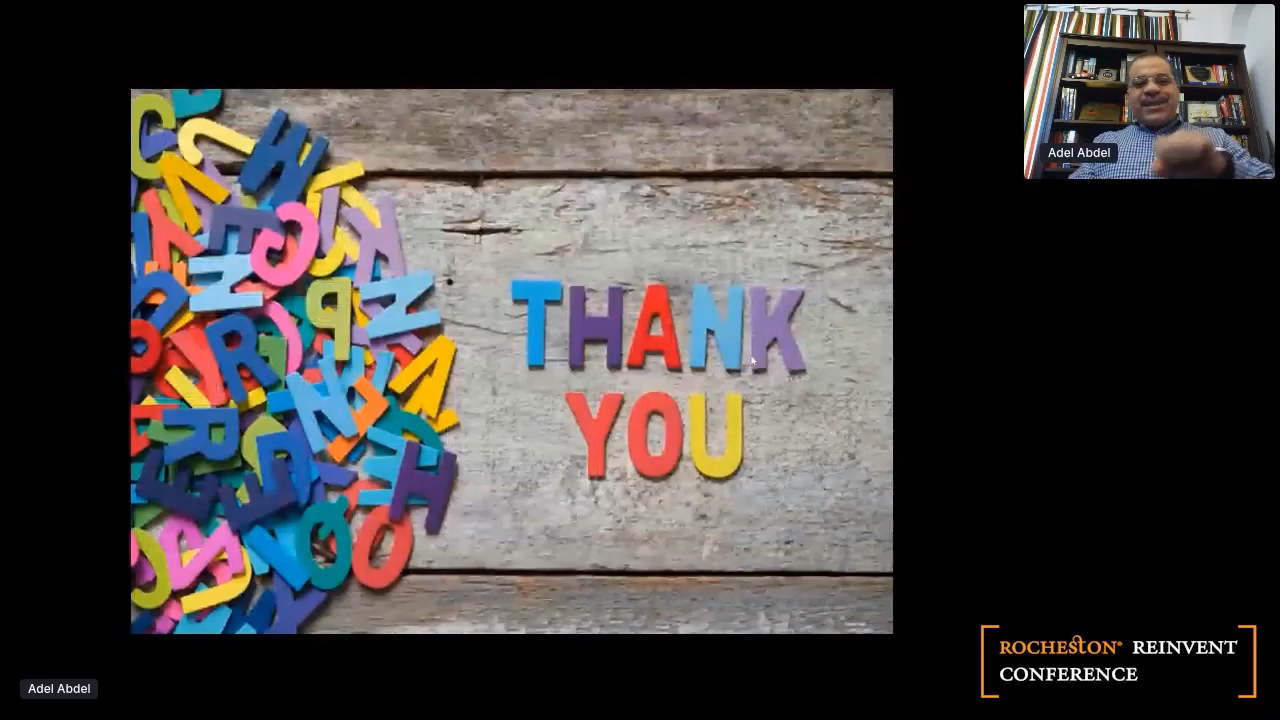 Adel Abdel
THANK
YOU
Adel Abdel
ROCHESTON® REINVENT
CONFERENCE